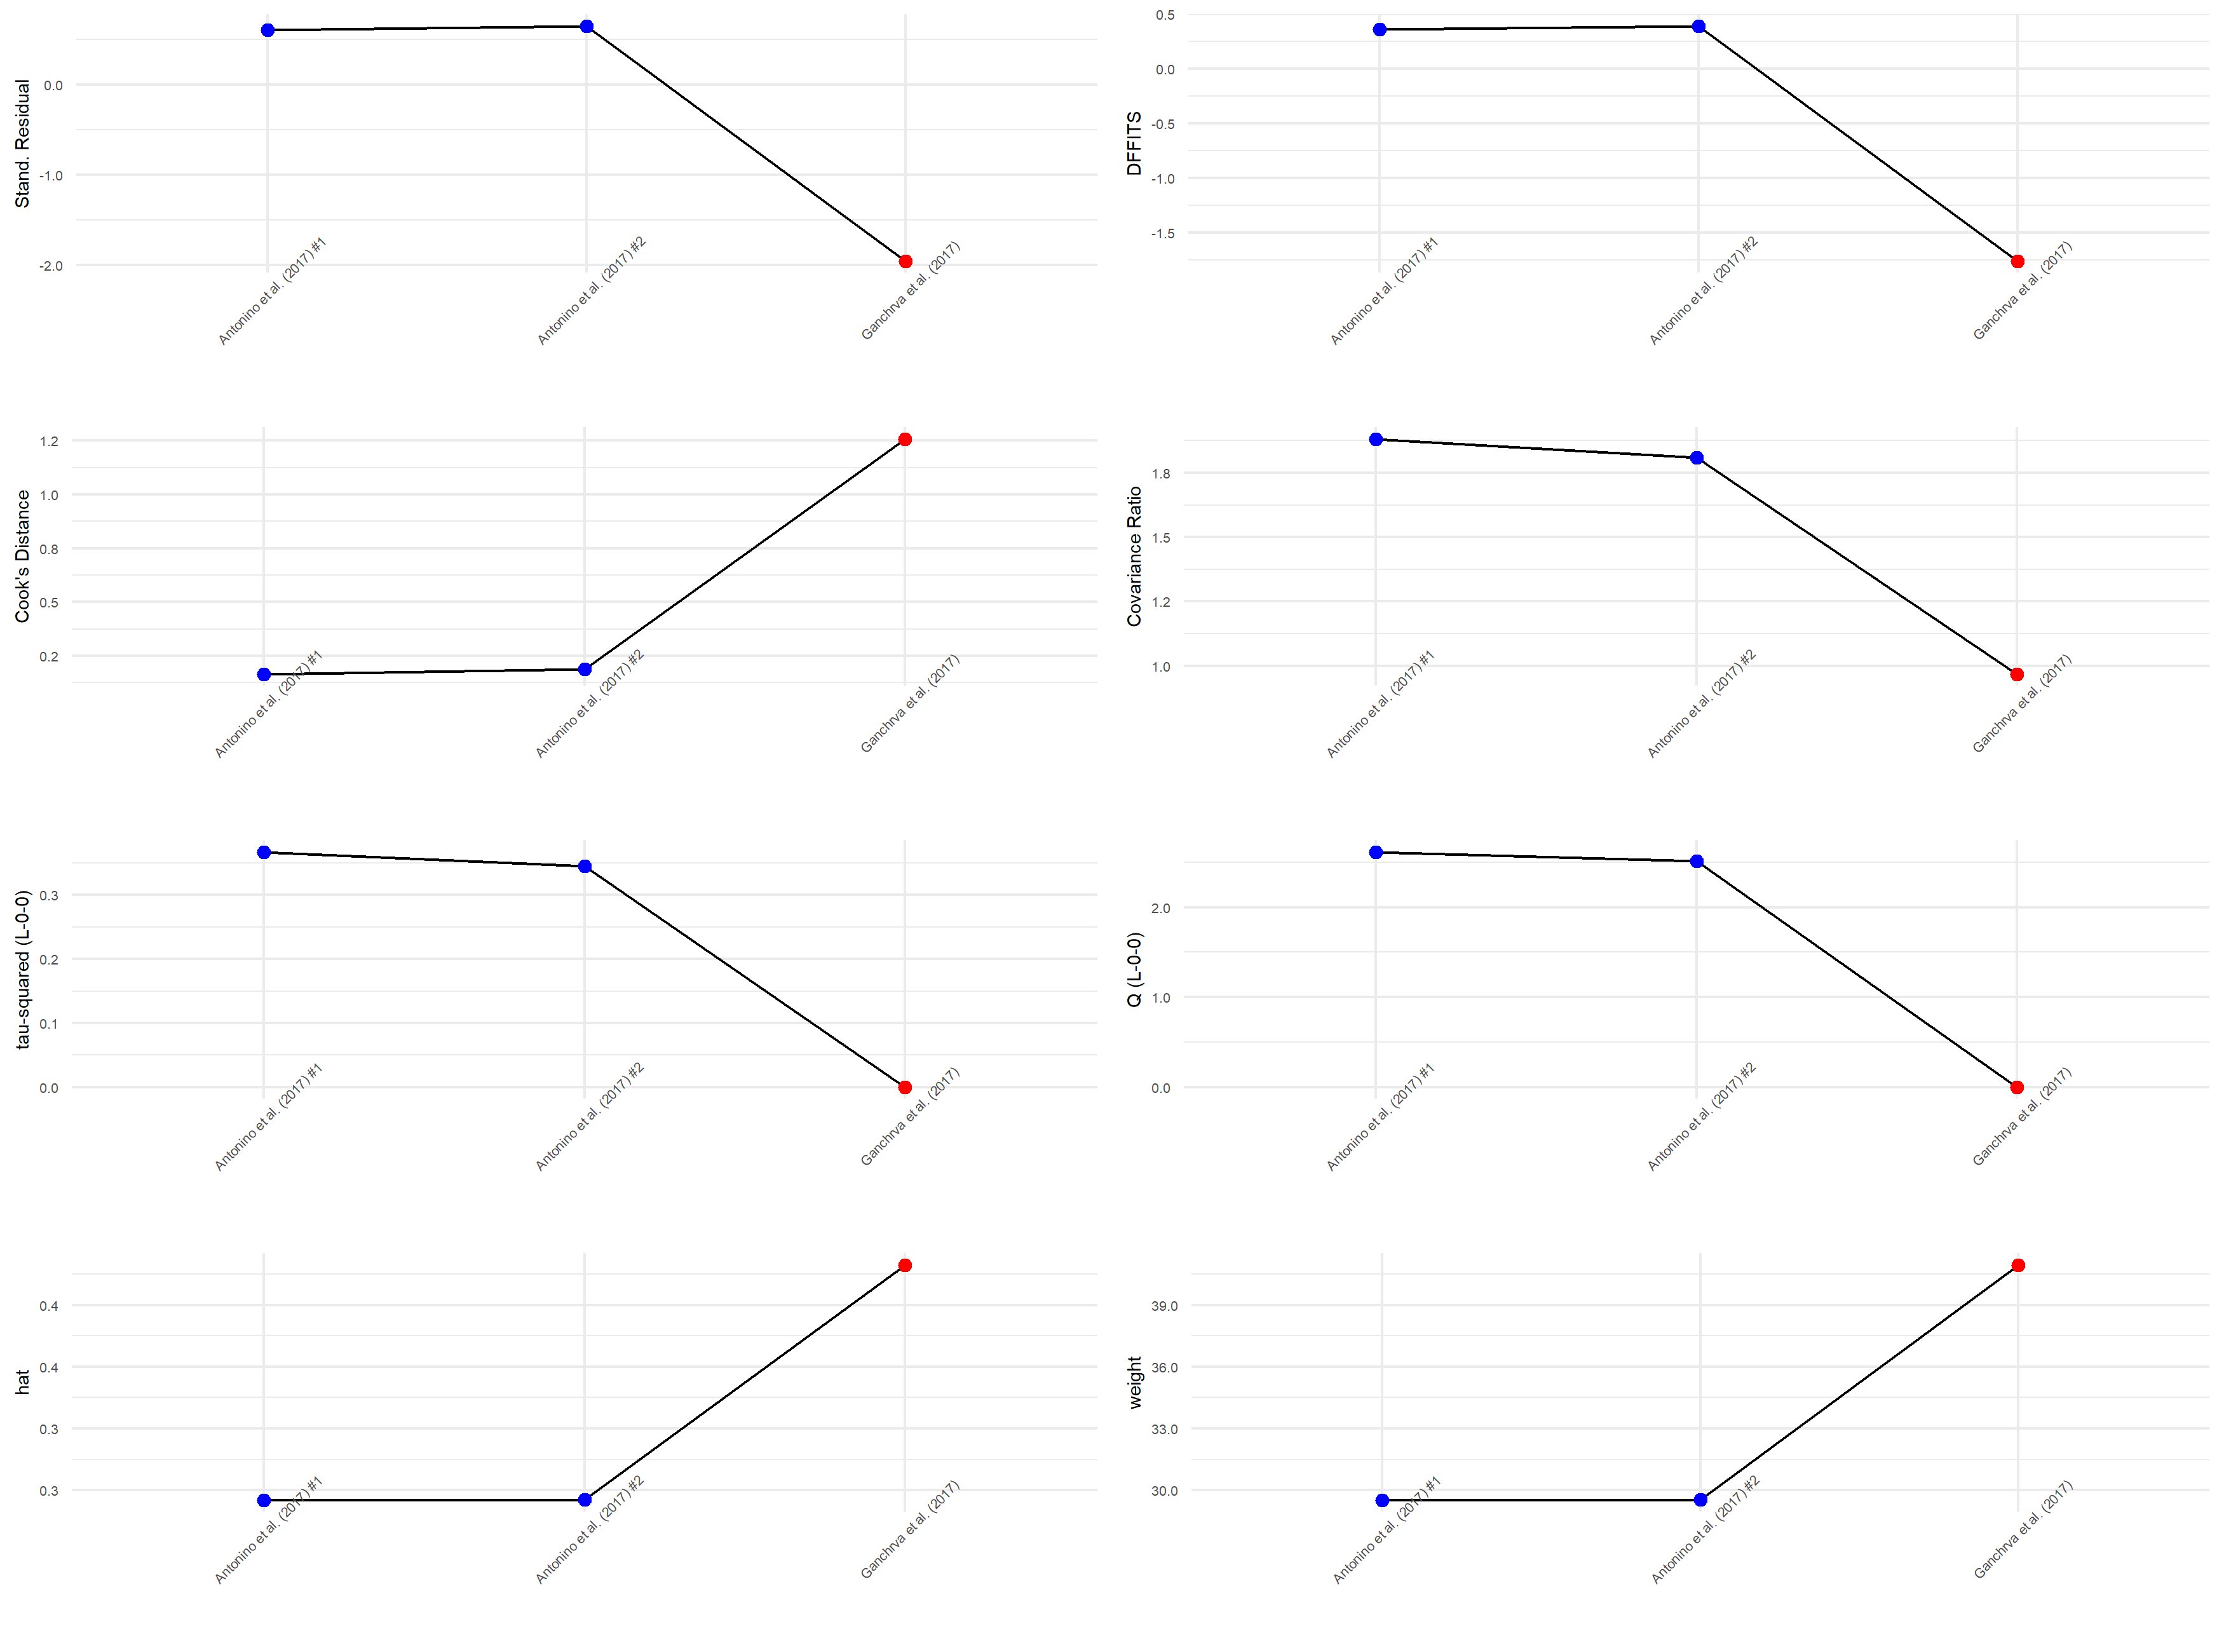 Stand. Residual
0.0
-1.0
-2.0
Antonino et al. (2017) #1
Antonino et al. (2017) #2
Ganchrva et al. (2017)
DFFITS
0.5
0.0
-0.5
-1.0
-1.5
Antonino et al. (2017) #1
Antonino et al. (2017) #2
Ganchrva et al. (2017)
Cook's Distance
1.2
1.0
0.8
0.5
0.2
Antonino et al. (2017) #1
Antonino et al. (2017) #2
Ganchrva et al. (2017)
Covariance Ratio
1.8
1.5
1.2
1.0
Antonino et al. (2017) #1
Antonino et al. (2017) #2
Ganchrva et al. (2017)
tau-squared (L-0-0)
0.3
0.2
0.1
0.0
Antonino et al. (2017) #1
Antonino et al. (2017) #2
Ganchrva et al. (2017)
Q (L-0-0)
2.0
1.0
0.0
Antonino et al. (2017) #1
Antonino et al. (2017) #2
Ganchrva et al. (2017)
hat
0.4
0.4
0.3
0.3
Antonino et al. (2017) #1
Antonino et al. (2017) #2
Ganchrva et al. (2017)
weight
39.0
36.0
33.0
30.0
Antonino et al. (2017) #1
Antonino et al. (2017) #2
Ganchrva et al. (2017)